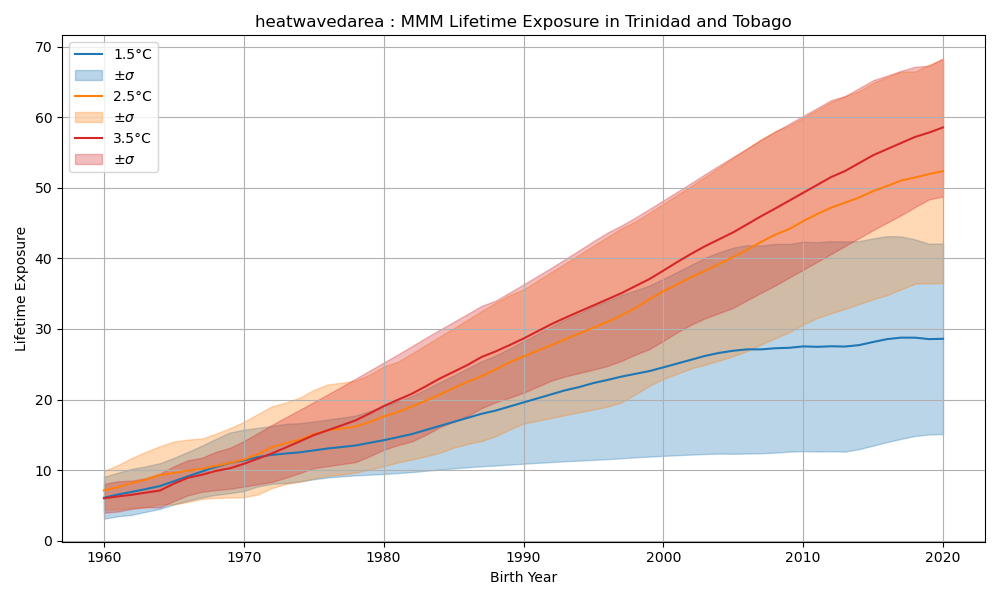 heatwavedarea : MMM Lifetime Exposure in Trinidad and Tobago
1.5°C
±σ
2.5°C
±σ
3.5°C
±σ
Lifetime Exposure
70
60
50
40
30
20
10
0
1960 1970 1980 1990 2000 2010 2020
Birth Year